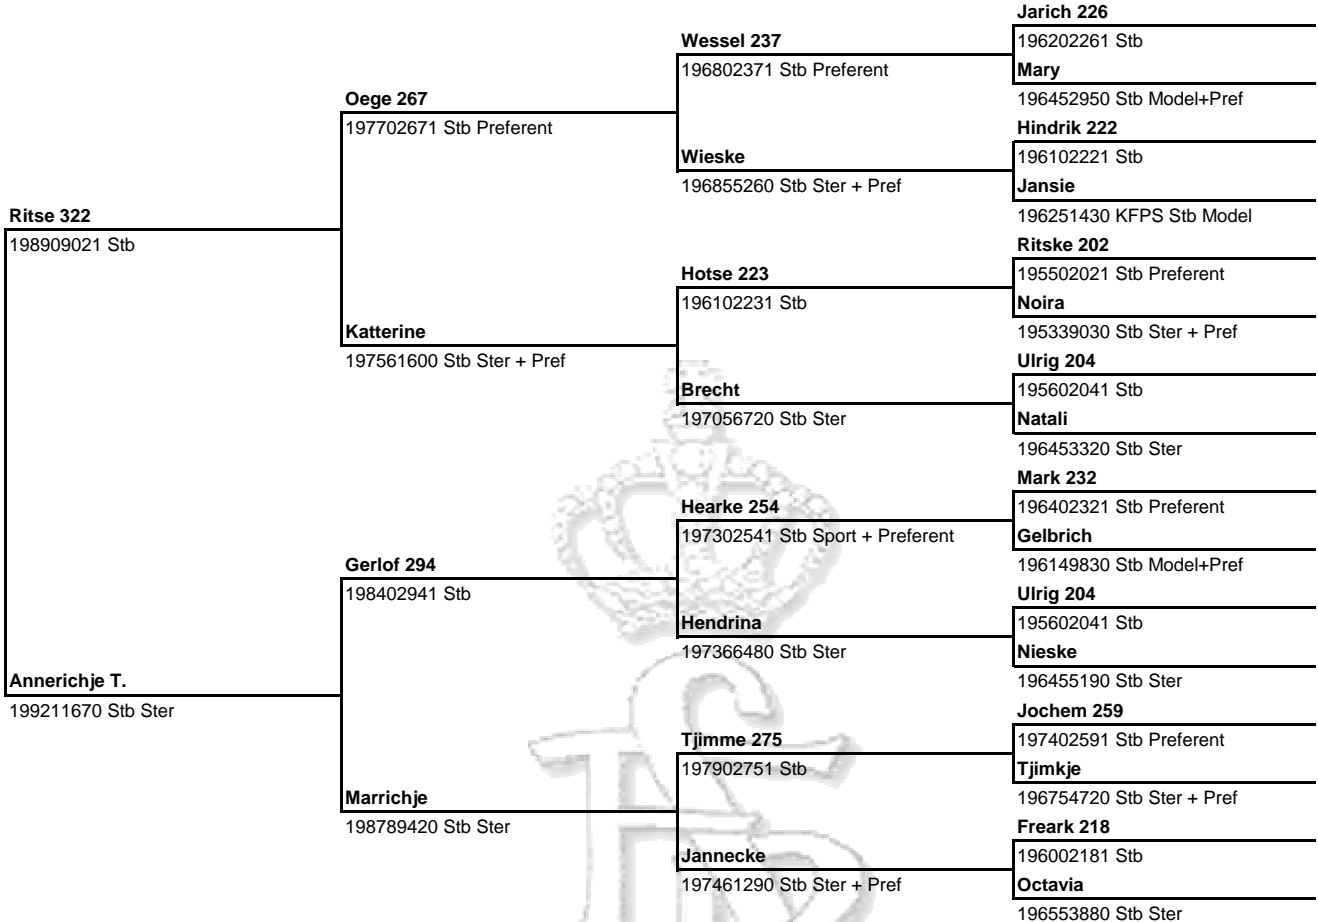 Jarich 226
Wessel 237
196202261 Stb
196802371 Stb Preferent
Mary
Oege 267
196452950 Stb Model+Pref
197702671 Stb Preferent
Hindrik 222
Wieske
196102221 Stb
196855260 Stb Ster + Pref
Jansie
Ritse 322
196251430 KFPS Stb Model
198909021 Stb
Ritske 202
Hotse 223
195502021 Stb Preferent
196102231 Stb
Noira
Katterine
195339030 Stb Ster + Pref
197561600 Stb Ster + Pref
Ulrig 204
Brecht
195602041 Stb
197056720 Stb Ster
Natali
196453320 Stb Ster
Mark 232
Hearke 254
196402321 Stb Preferent
197302541 Stb Sport + Preferent
Gelbrich
Gerlof 294
196149830 Stb Model+Pref
198402941 Stb
Ulrig 204
Hendrina
195602041 Stb
197366480 Stb Ster
Nieske
Annerichje T.
196455190 Stb Ster
199211670 Stb Ster
Jochem 259
Tjimme 275
197402591 Stb Preferent
197902751 Stb
Tjimkje
Marrichje
196754720 Stb Ster + Pref
198789420 Stb Ster
Freark 218
Jannecke
196002181 Stb
197461290 Stb Ster + Pref
Octavia
196553880 Stb Ster